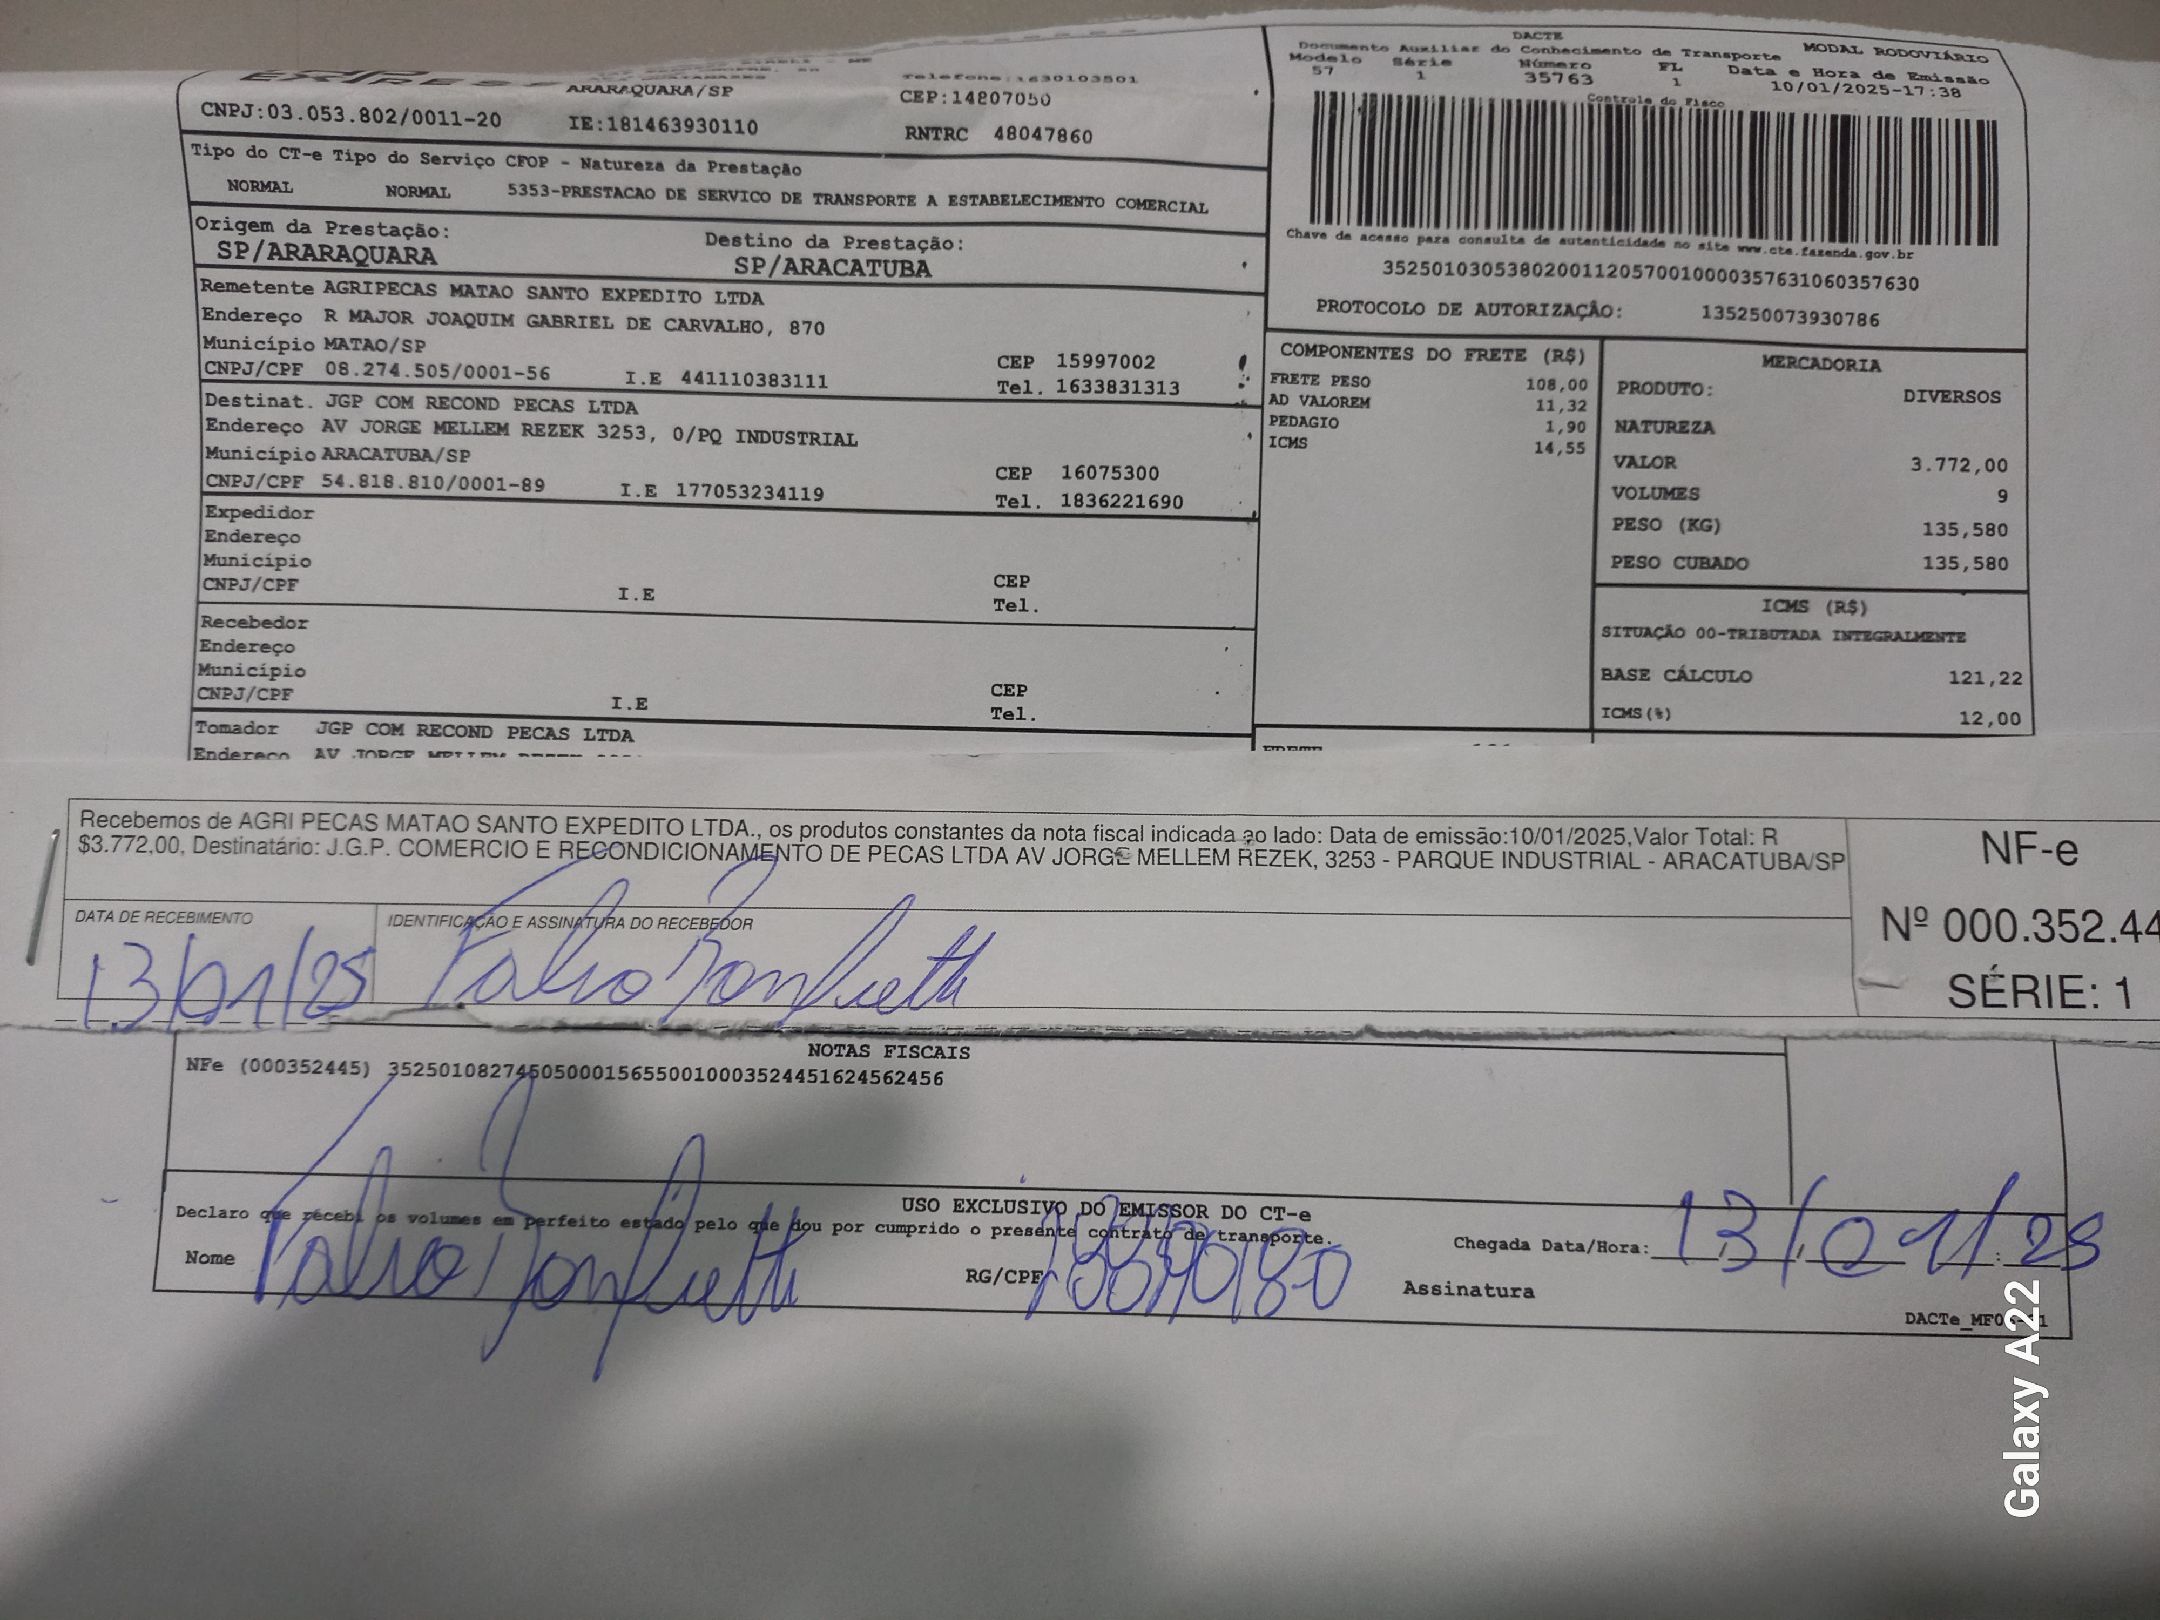 DACTE
Documento Auxiliar do Conhecimento de Transporte MODAL RODOVIÁRIO
Modelo Série Número FL Data e Hora de Emissão
57 1 35763 1 10/01/2025-17:38
Controle do Fisco
Telefone:1630103501
ARARAQUARA/SP CEP:14807050
CNPJ:03.053.802/0011-20 IE:181463930110 RNTRC 48047860
Tipo do CT-e Tipo do Serviço CFOP - Natureza da Prestação
NORMAL NORMAL 5353-PRESTACAO DE SERVICO DE TRANSPORTE A ESTABELECIMENTO COMERCIAL
Origem da Prestação: Destino da Prestação:
SP/ARARAQUARA SP/ARACATUBA
Chave de acesso para consulta de autenticidade no site www.cte.fazenda.gov.br
35250103053802001120570010000357631060357630
PROTOCOLO DE AUTORIZAÇÃO: 135250073930786
Remetente AGRIPECAS MATAO SANTO EXPEDITO LTDA
Endereço R MAJOR JOAQUIM GABRIEL DE CARVALHO, 870
Município MATAO/SP CEP 15997002
CNPJ/CPF 08.274.505/0001-56 I.E 441110383111 Tel. 1633831313
Destinat. JGP COM RECOND PECAS LTDA
Endereço AV JORGE MELLEM REZEK 3253, 0/PQ INDUSTRIAL
Município ARACATUBA/SP CEP 16075300
CNPJ/CPF 54.818.810/0001-89 I.E 177053234119 Tel. 1836221690
Expedidor
Endereço
Município CEP
CNPJ/CPF I.E Tel.
Recebedor
Endereço
Município CEP
CNPJ/CPF I.E Tel.
Tomador JGP COM RECOND PECAS LTDA
Endereço AV JORGE MELLEM REZEK
COMPONENTES DO FRETE (R$)
FRETE PESO 108,00
AD VALOREM 11,32
PEDAGIO 1,90
ICMS 14,55
MERCADORIA
PRODUTO: DIVERSOS
NATUREZA
VALOR 3.772,00
VOLUMES 9
PESO (KG) 135,580
PESO CUBADO 135,580
ICMS (R$)
SITUAÇÃO 00-TRIBUTADA INTEGRALMENTE
BASE CÁLCULO 121,22
ICMS(%) 12,00
Recebemos de AGRI PECAS MATAO SANTO EXPEDITO LTDA., os produtos constantes da nota fiscal indicada ao lado: Data de emissão:10/01/2025,Valor Total: R
$3.772,00, Destinatário: J.G.P. COMERCIO E RECONDICIONAMENTO DE PECAS LTDA AV JORGE MELLEM REZEK, 3253 - PARQUE INDUSTRIAL - ARACATUBA/SP
DATA DE RECEBIMENTO IDENTIFICAÇÃO E ASSINATURA DO RECEBEDOR
13/01/25
NF-e
Nº 000.352.44
SÉRIE: 1
NOTAS FISCAIS
NFe (000352445) 35250108274505000156550010003524451624562456
USO EXCLUSIVO DO EMISSOR DO CT-e
Declaro que recebi os volumes em perfeito estado pelo que dou por cumprido o presente contrato de transporte.
Nome RG/CPF Chegada Data/Hora: 13/01/25
Assinatura
DACTe_MF0
Galaxy A22